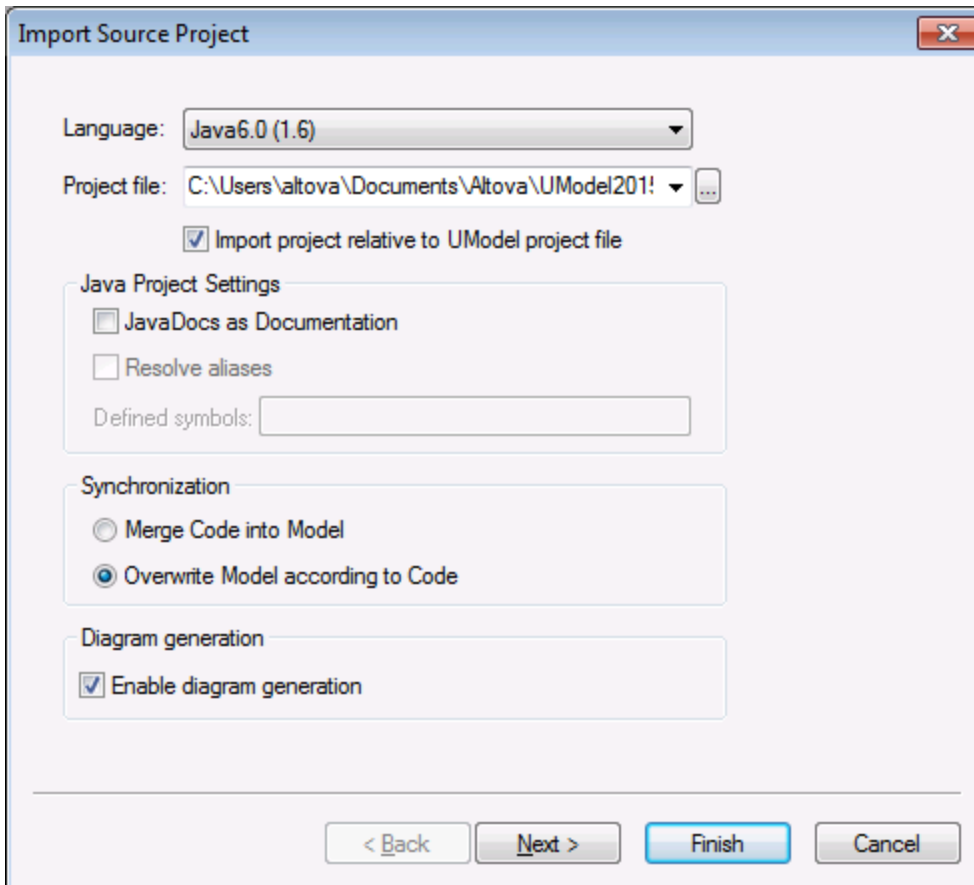 Import Source Project
Language: Java6.0 (1.6)
Project file: C:\Users\altova\Documents\Altova\UModel201 ...
Import project relative to UModel project file
Java Project Settings
JavaDocs as Documentation
Resolve aliases
Defined symbols:
Synchronization
Merge Code into Model
Overwrite Model according to Code
Diagram generation
Enable diagram generation
< Back Next > Finish Cancel